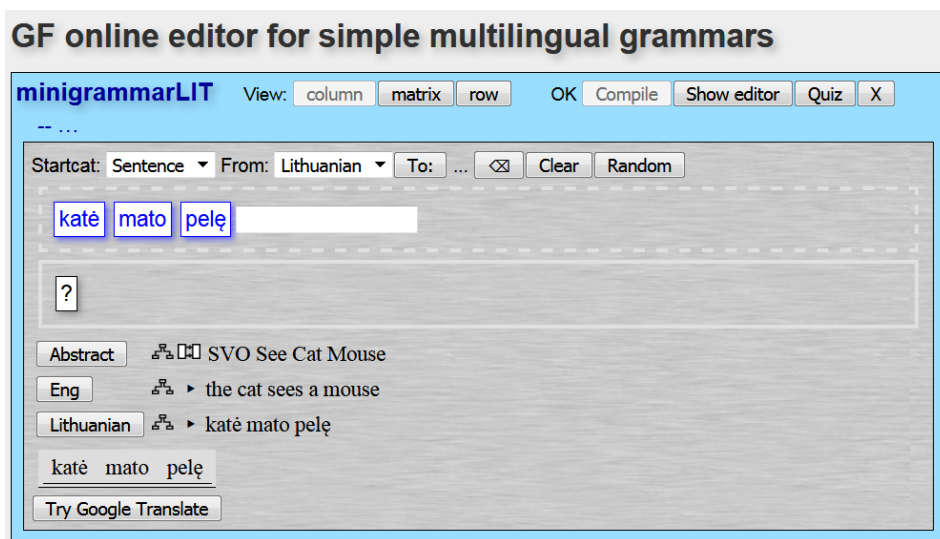 GF online editor for simple multilingual grammars
minigrammarLIT View: column matrix row OK Compile Show editor Quiz X
-- ...
Startcat: Sentence From: Lithuanian To: ... ⌫ Clear Random
katė mato pelę
?
Abstract SVO See Cat Mouse
Eng the cat sees a mouse
Lithuanian katė mato pelę
katė mato pelę
Try Google Translate